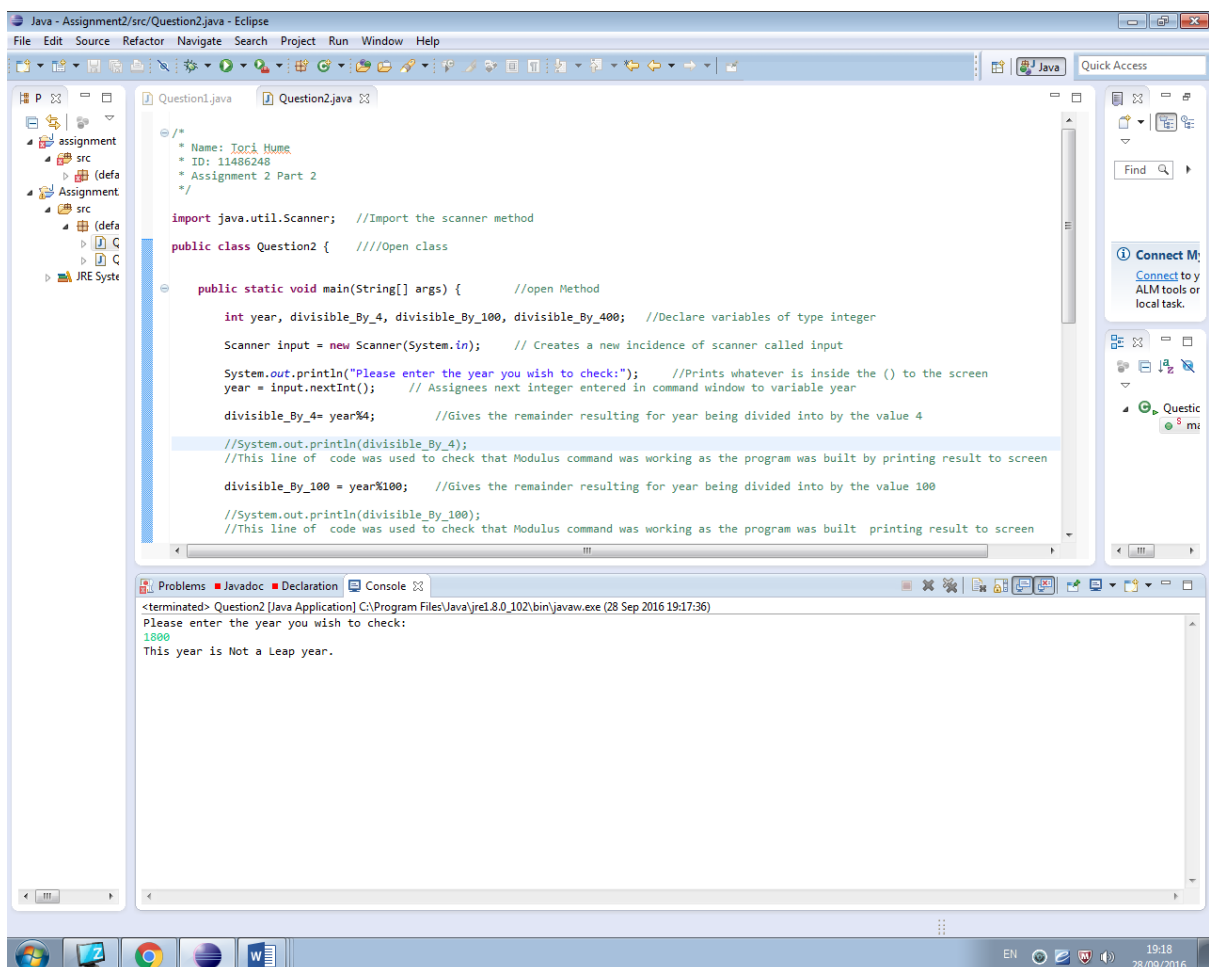 Java - Assignment2/src/Question2.java - Eclipse
File Edit Source Refactor Navigate Search Project Run Window Help
Java
Quick Access
P
assignment
src
(defa
Assignment
src
(defa
Q
Q
JRE Syste
Question1.java Question2.java
/*
* Name: Tori Hume
* ID: 11486248
* Assignment 2 Part 2
*/
import java.util.Scanner; //Import the scanner method
public class Question2 { ////Open class
public static void main(String[] args) { //open Method
int year, divisible_By_4, divisible_By_100, divisible_By_400; //Declare variables of type integer
Scanner input = new Scanner(System.in); // Creates a new incidence of scanner called input
System.out.println("Please enter the year you wish to check:"); //Prints whatever is inside the () to the screen
year = input.nextInt(); // Assignees next integer entered in command window to variable year
divisible_By_4= year%4; //Gives the remainder resulting for year being divided into by the value 4
//System.out.println(divisible_By_4);
//This line of code was used to check that Modulus command was working as the program was built by printing result to screen
divisible_By_100 = year%100; //Gives the remainder resulting for year being divided into by the value 100
//System.out.println(divisible_By_100);
//This line of code was used to check that Modulus command was working as the program was built printing result to screen
Find
Connect My
Connect to y
ALM tools or
local task.
Questic
ma
Problems Javadoc Declaration Console
<terminated> Question2 [Java Application] C:\Program Files\Java\jre1.8.0_102\bin\javaw.exe (28 Sep 2016 19:17:36)
Please enter the year you wish to check:
1800
This year is Not a Leap year.
EN
19:18
28/09/2016